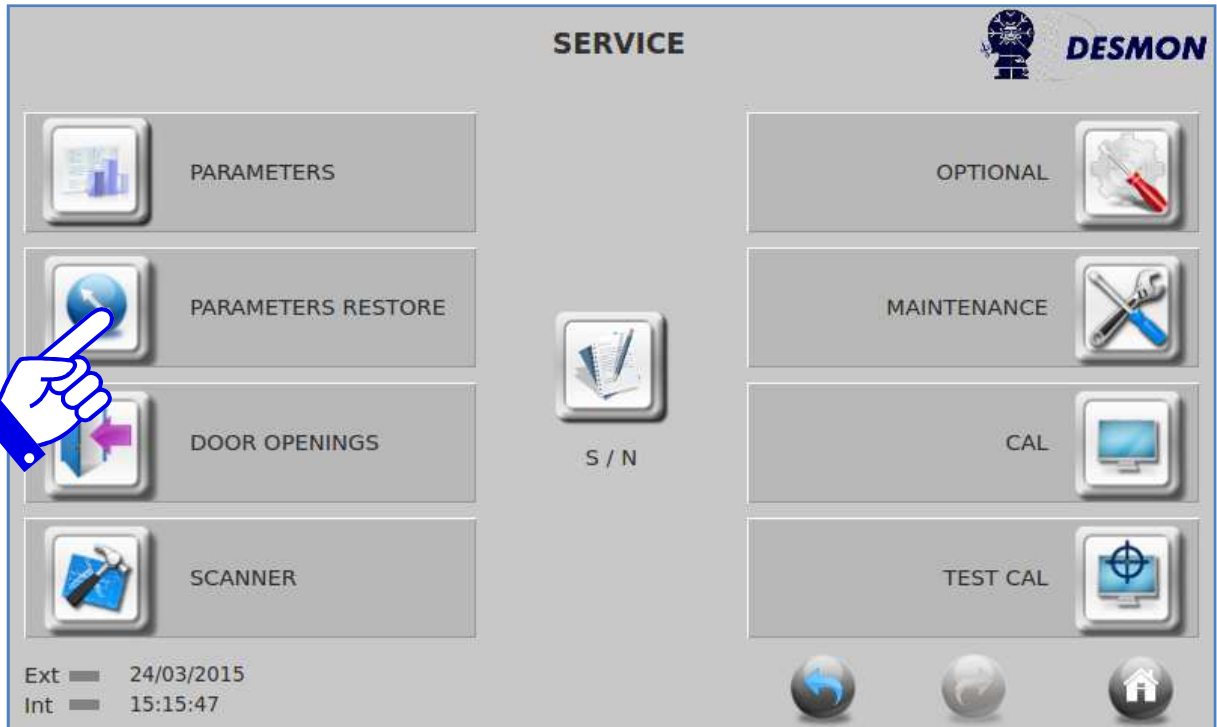 SERVICE
DESMON
PARAMETERS
OPTIONAL
PARAMETERS RESTORE
MAINTENANCE
DOOR OPENINGS
S / N
CAL
SCANNER
TEST CAL
Ext 24/03/2015
Int 15:15:47